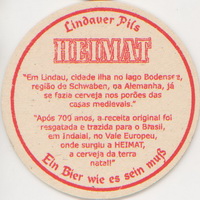 Lindauer Pils
HEIMAT
"Em Lindau, cidade ilha no lago Bodensee,
região de Schwaben, oa Alemanha, já
se fazia cerveja nos porões das
casas medievais."
"Após 700 anos, a receita original foi
resgatada e trazida para o Brasil,
em Indaial, no Vale Europeu,
onde surgiu a HEIMAT,
a cerveja da terra
natal!"
Ein Bier wie es sein muß